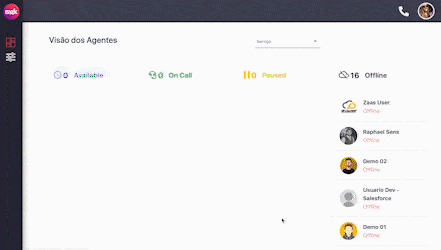 mak
Visão dos Agentes
Serviço
0 Available
0 On Call
0 Paused
16 Offline
Zaas User
Offline
Raphael Sens
Offline
Demo 02
Offline
Usuario Dev -
Salesforce
Offline
Demo 01
Offline